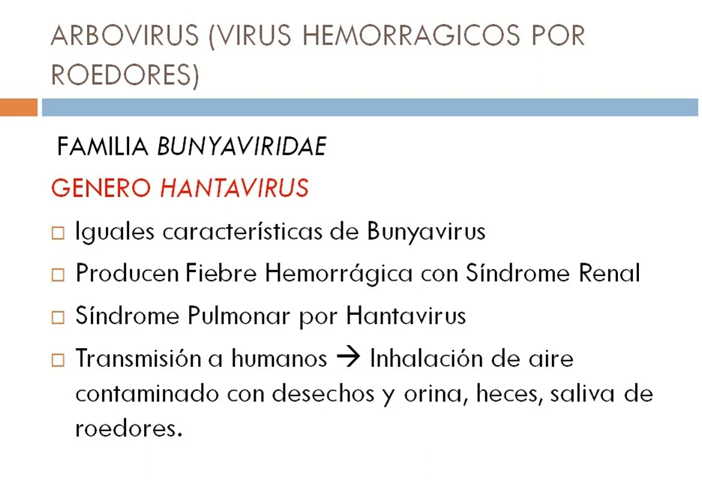 ARBOVIRUS (VIRUS HEMORRAGICOS POR
ROEDORES)
FAMILIA BUNYAVIRIDAE
GENERO HANTAVIRUS
Iguales características de Bunyavirus
Producen Fiebre Hemorrágica con Síndrome Renal
Síndrome Pulmonar por Hantavirus
Transmisión a humanos → Inhalación de aire
contaminado con desechos y orina, heces, saliva de
roedores.